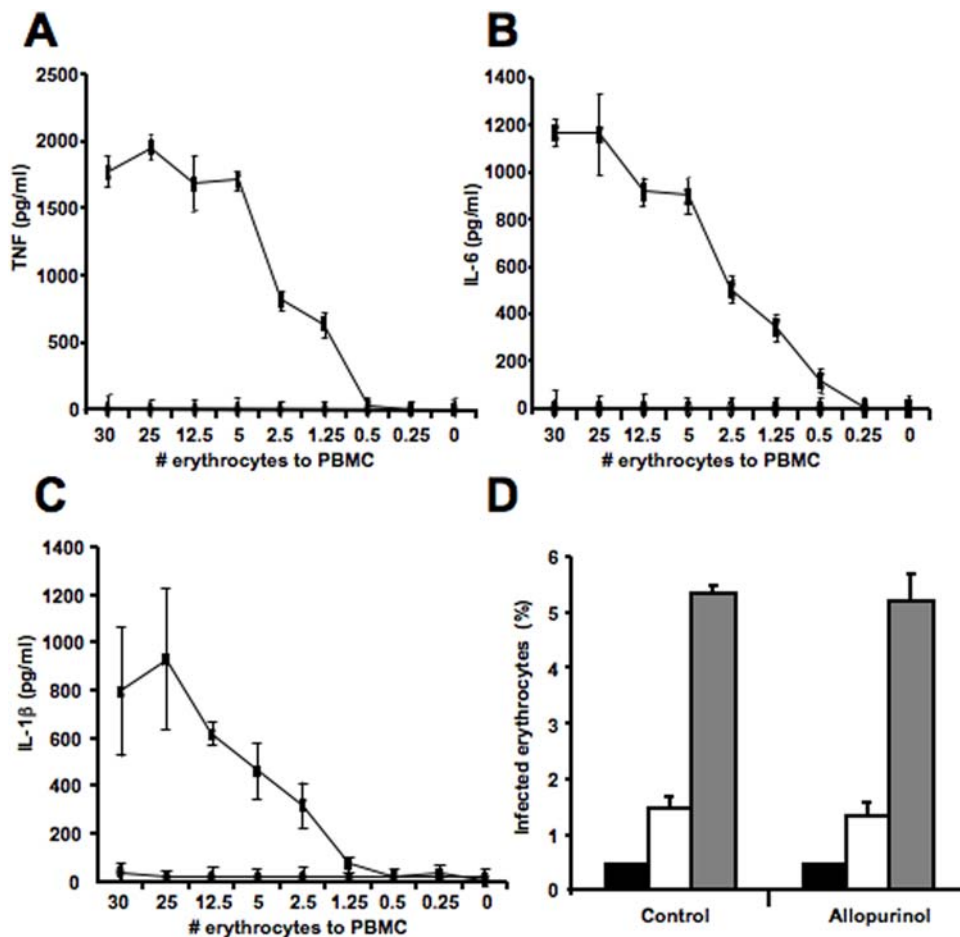 A
TNF (pg/ml)
2500
2000
1500
1000
500
0
30 25 12.5 5 2.5 1.25 0.5 0.25 0
# erythrocytes to PBMC
B
IL-6 (pg/ml)
1400
1200
1000
800
600
400
200
0
30 25 12.5 5 2.5 1.25 0.5 0.25 0
# erythrocytes to PBMC
C
IL-1β (pg/ml)
1400
1200
1000
800
600
400
200
0
30 25 12.5 5 2.5 1.25 0.5 0.25 0
# erythrocytes to PBMC
D
Infected erythrocytes (%)
6
5
4
3
2
1
0
Control Allopurinol